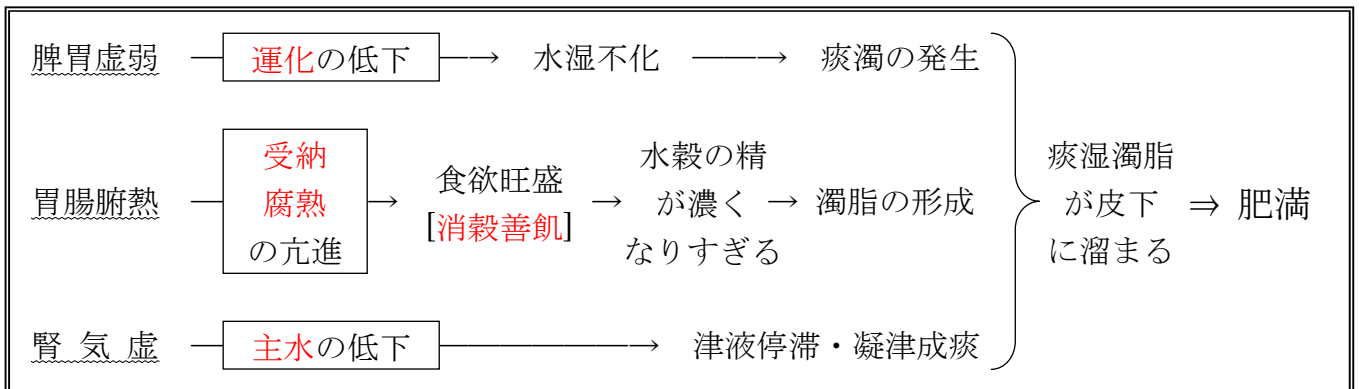 脾胃虚弱 ― 運化の低下 ―→ 水湿不化 ――→ 痰濁の発生
胃腸腑熱 ― 受納腐熟の亢進 → 食欲旺盛[消穀善飢] → 水穀の精が濃くなりすぎる → 濁脂の形成
腎気虚 ― 主水の低下 ――――――→ 津液停滞・凝津成痰
痰湿濁脂
が皮下
に溜まる
⇒ 肥満